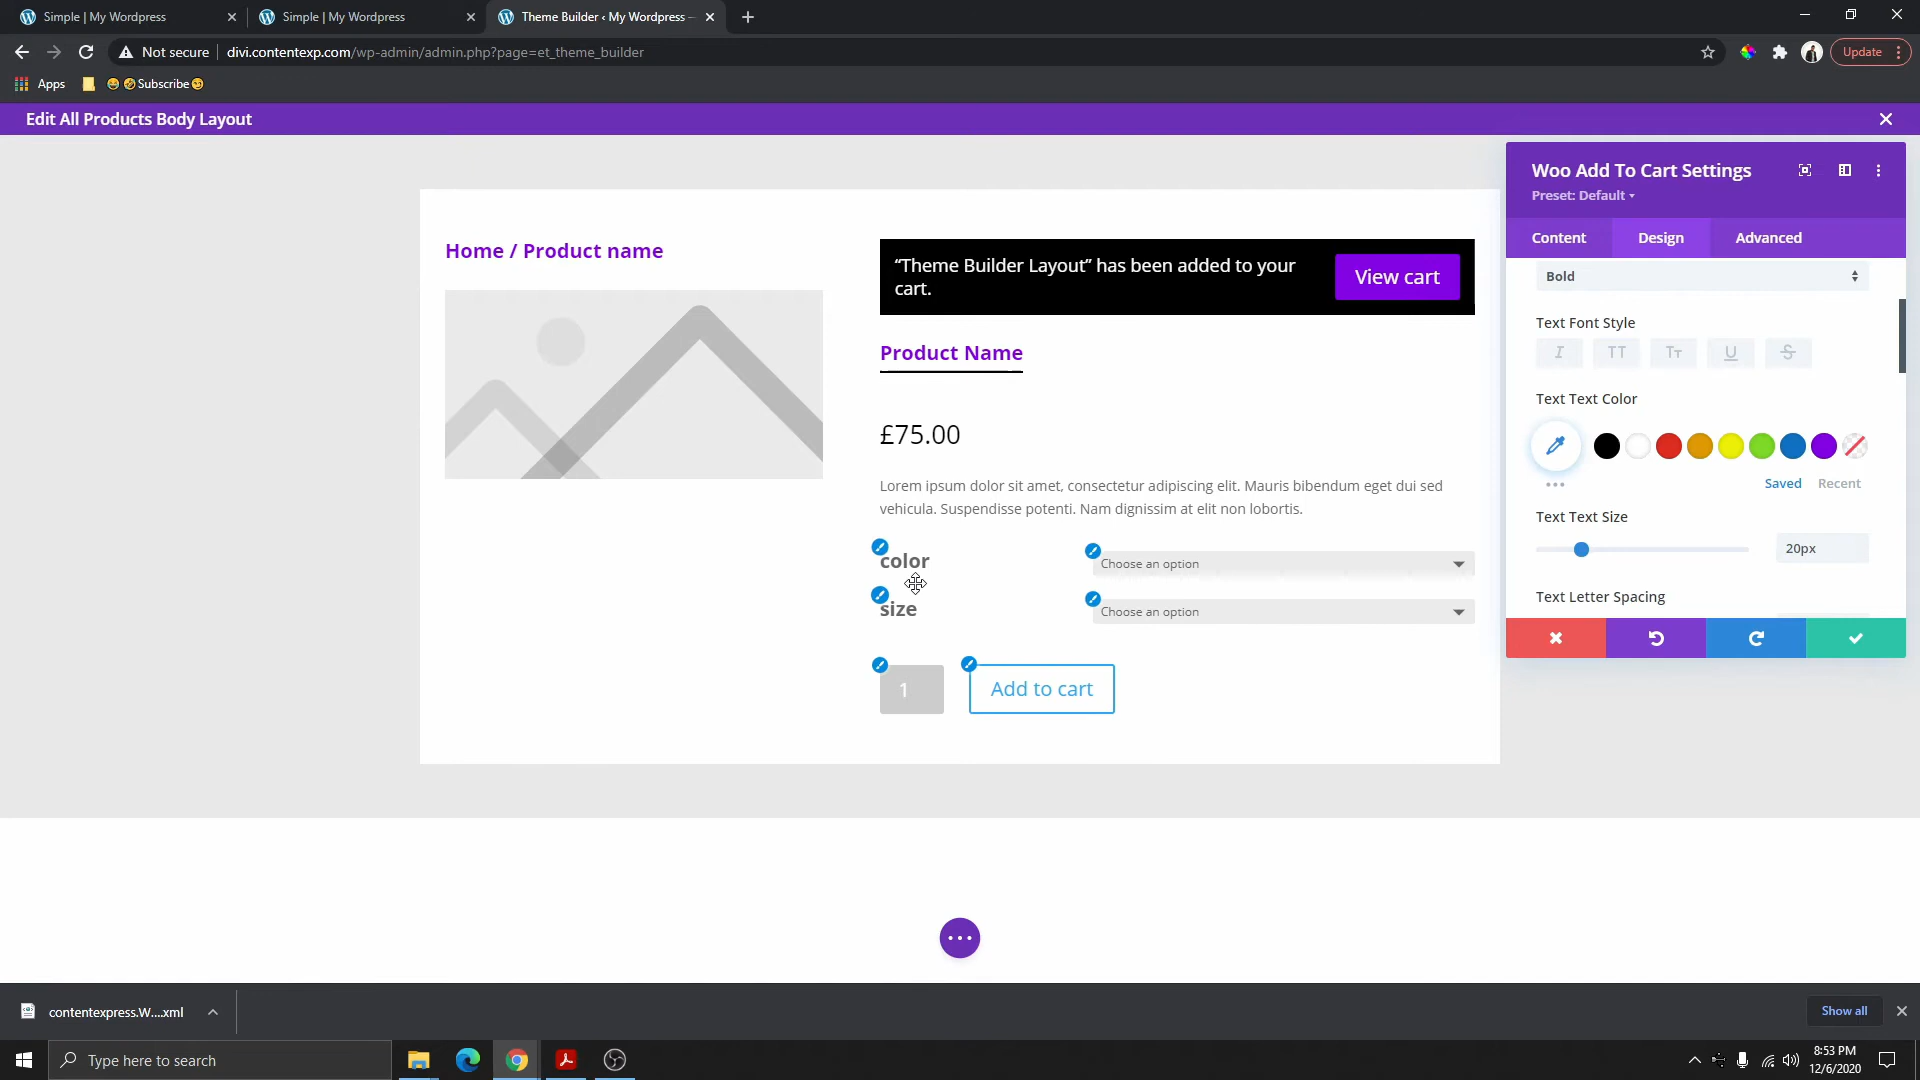 Simple | My Wordpress
Simple | My Wordpress
Theme Builder ‹ My Wordpress —
Not secure
divi.contentexp.com/wp-admin/admin.php?page=et_theme_builder
Update
Apps
😄🤣Subscribe😏
Edit All Products Body Layout
Woo Add To Cart Settings
Preset: Default
Content
Design
Advanced
Home / Product name
“Theme Builder Layout” has been added to your
cart.
View cart
Product Name
£75.00
Lorem ipsum dolor sit amet, consectetur adipiscing elit. Mauris bibendum eget dui sed
vehicula. Suspendisse potenti. Nam dignissim at elit non lobortis.
color
Choose an option
size
Choose an option
1
Add to cart
Bold
Text Font Style
I
TT
Tт
U
S
Text Text Color
Saved
Recent
Text Text Size
20px
Text Letter Spacing
contentexpress.W....xml
Show all
Type here to search
8:53 PM
12/6/2020